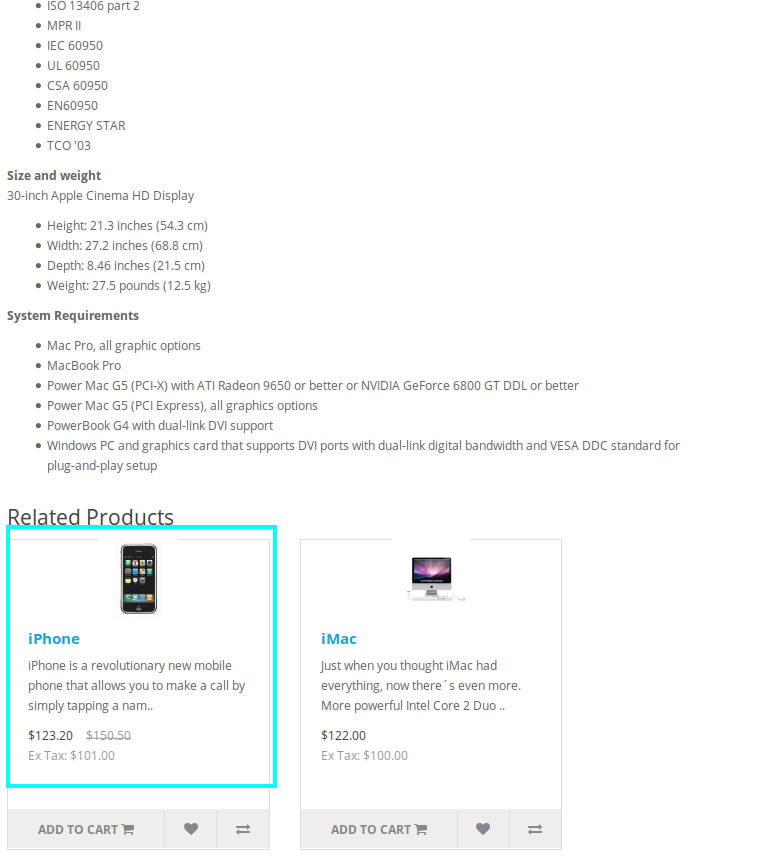 ISO 13406 part 2
MPR II
IEC 60950
UL 60950
CSA 60950
EN60950
ENERGY STAR
TCO '03
Size and weight
30-inch Apple Cinema HD Display
Height: 21.3 inches (54.3 cm)
Width: 27.2 inches (68.8 cm)
Depth: 8.46 inches (21.5 cm)
Weight: 27.5 pounds (12.5 kg)
System Requirements
Mac Pro, all graphic options
MacBook Pro
Power Mac G5 (PCI-X) with ATI Radeon 9650 or better or NVIDIA GeForce 6800 GT DDL or better
Power Mac G5 (PCI Express), all graphics options
PowerBook G4 with dual-link DVI support
Windows PC and graphics card that supports DVI ports with dual-link digital bandwidth and VESA DDC standard for
plug-and-play setup
Related Products
iPhone
iPhone is a revolutionary new mobile
phone that allows you to make a call by
simply tapping a nam..
$123.20 $150.50
Ex Tax: $101.00
ADD TO CART
iMac
Just when you thought iMac had
everything, now there´s even more.
More powerful Intel Core 2 Duo ..
$122.00
Ex Tax: $100.00
ADD TO CART